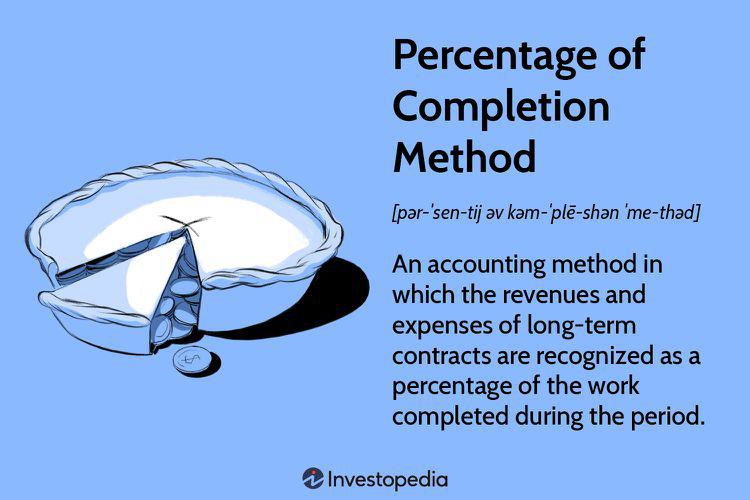 Percentage of
Completion
Method
[pər-ˈsen-tij əv kəm-ˈplē-shən ˈme-thəd]
An accounting method in
which the revenues and
expenses of long-term
contracts are recognized as a
percentage of the work
completed during the period.
$
Investopedia